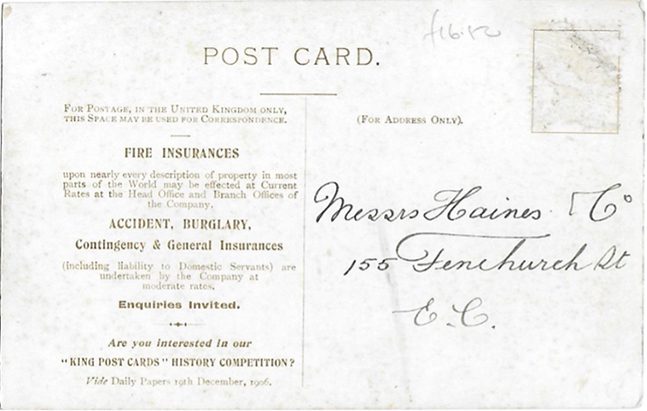 £16.50
POST CARD.
FOR POSTAGE, IN THE UNITED KINGDOM ONLY,
THIS SPACE MAY BE USED FOR CORRESPONDENCE.
(FOR ADDRESS ONLY).
FIRE INSURANCES
upon nearly every description of property in most
parts of the World may be effected at Current
Rates at the Head Office and Branch Offices of
the Company.
ACCIDENT, BURGLARY,
Contingency & General Insurances
(including liability to Domestic Servants) are
undertaken by the Company at
moderate rates.
Enquiries Invited.
Are you interested in our
"KING POST CARDS" HISTORY COMPETITION?
Vide Daily Papers 19th December, 1906.
Messrs Haines & Co
155 Fenchurch St
E.C.